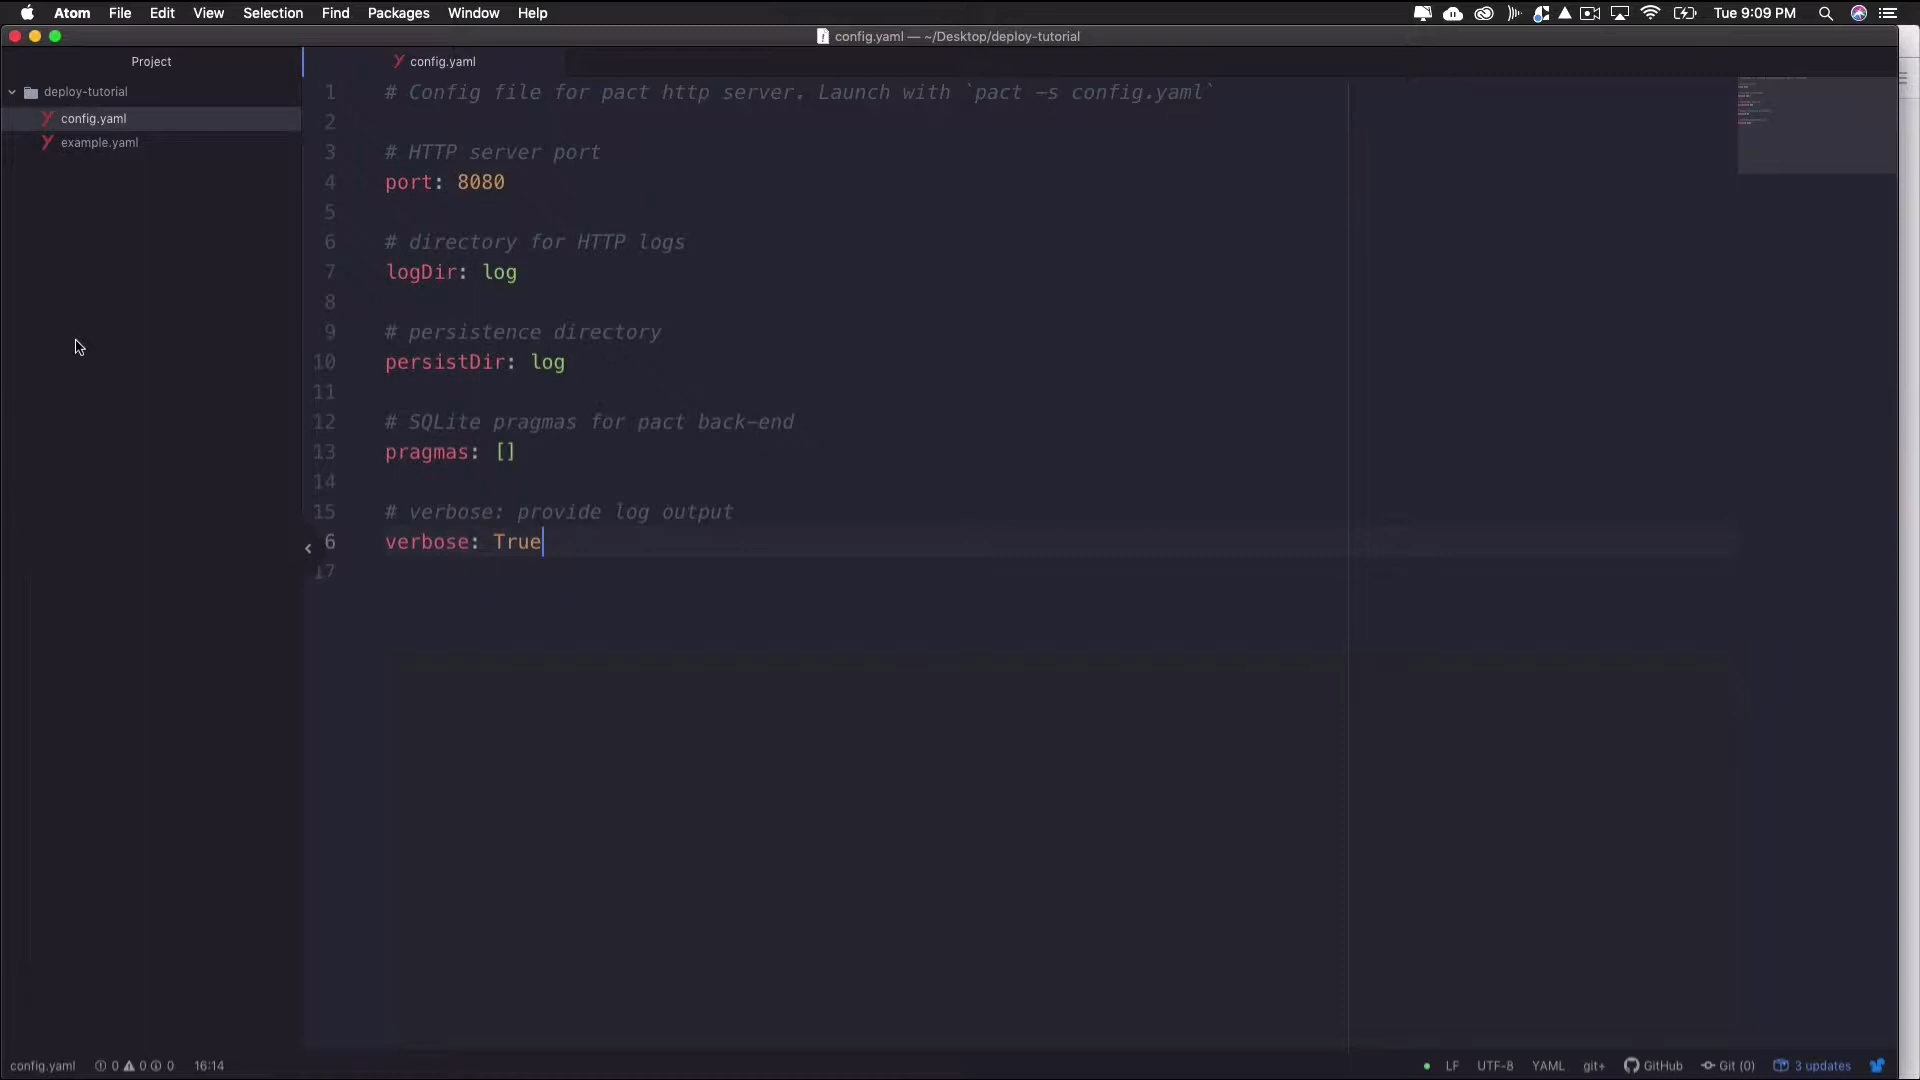 Atom File Edit View Selection Find Packages Window Help Tue 9:09 PM
config.yaml — ~/Desktop/deploy-tutorial
Project
config.yaml
deploy-tutorial
config.yaml
example.yaml
1 # Config file for pact http server. Launch with `pact -s config.yaml`
2
3 # HTTP server port
4 port: 8080
5
6 # directory for HTTP logs
7 logDir: log
8
9 # persistence directory
10 persistDir: log
11
12 # SQLite pragmas for pact back-end
13 pragmas: []
14
15 # verbose: provide log output
6 verbose: True
17
config.yaml 0 0 0 16:14 LF UTF-8 YAML git+ GitHub Git (0) 3 updates